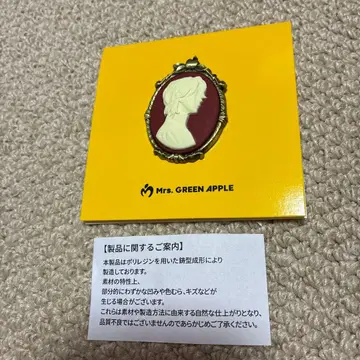 Mrs. GREEN APPLE
【製品に関するご案内】
本製品はポリレジンを用いた鋳型成形により
製造しております。
素材の特性上、
部分的にわずかな凹みや色むら、キズなどが
生じる場合がございます。
これらは素材や製造方法に由来する自然な仕上がりとなり、
品質不良ではございませんのであらかじめご了承ください。